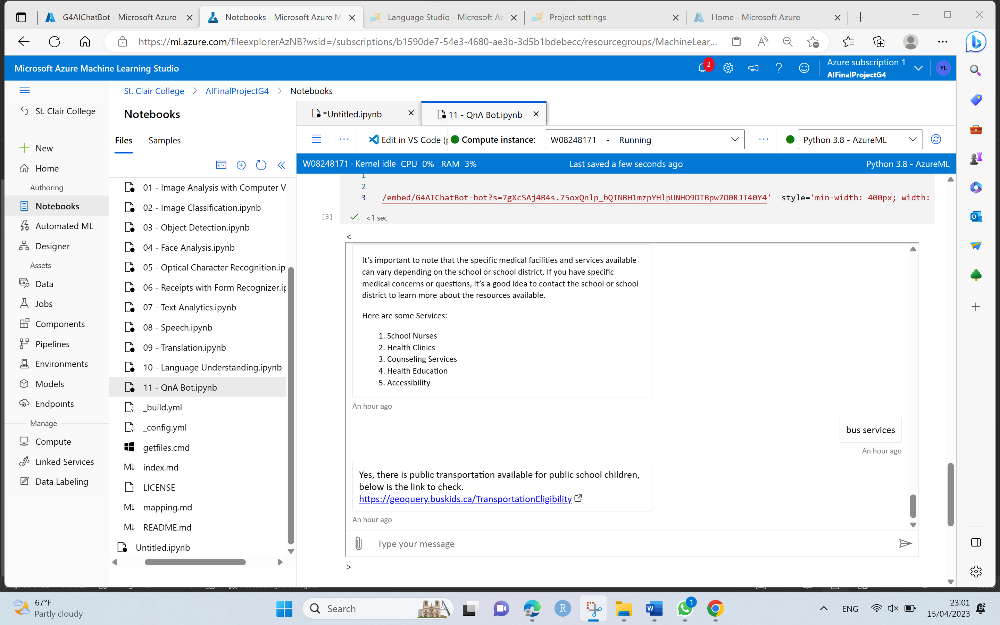 G4AIChatBot - Microsoft Azure
Notebooks - Microsoft Azure M
Language Studio - Microsoft Az
Project settings
Home - Microsoft Azure
https://ml.azure.com/fileexplorerAzNB?wsid=/subscriptions/b1590de7-54e3-4680-ae3b-3d5b1bdebecc/resourcegroups/MachineLear...
Microsoft Azure Machine Learning Studio
2
Azure subscription 1
AIFinalProjectG4
YL
St. Clair College > AIFinalProjectG4 > Notebooks
St. Clair College
New
Home
Authoring
Notebooks
Automated ML
Designer
Assets
Data
Jobs
Components
Pipelines
Environments
Models
Endpoints
Manage
Compute
Linked Services
Data Labeling
Notebooks
Files
Samples
01 - Image Analysis with Computer V
02 - Image Classification.ipynb
03 - Object Detection.ipynb
04 - Face Analysis.ipynb
05 - Optical Character Recognition.ip
06 - Receipts with Form Recognizer.ip
07 - Text Analytics.ipynb
08 - Speech.ipynb
09 - Translation.ipynb
10 - Language Understanding.ipynb
11 - QnA Bot.ipynb
_build.yml
_config.yml
getfiles.cmd
index.md
LICENSE
mapping.md
README.md
Untitled.ipynb
*Untitled.ipynb
11 - QnA Bot.ipynb
Edit in VS Code (p
Compute instance:
W08248171 - Running
Python 3.8 - AzureML
W08248171 · Kernel idle CPU 0% RAM 3%
Last saved a few seconds ago
Python 3.8 - AzureML
1
2
3 /embed/G4AIChatBot-bot?s=7gXcSAj4B4s.75oxQnlp_bQINBH1mzpYHlpUNHO9DTBpw7O0RJI40Y4' style='min-width: 400px; width:
[3]
<1 sec
<
It's important to note that the specific medical facilities and services available
can vary depending on the school or school district. If you have specific
medical concerns or questions, it's a good idea to contact the school or school
district to learn more about the resources available.
Here are some Services:
1. School Nurses
2. Health Clinics
3. Counseling Services
4. Health Education
5. Accessibility
An hour ago
bus services
An hour ago
Yes, there is public transportation available for public school children,
below is the link to check.
https://geoquery.buskids.ca/TransportationEligibility
An hour ago
Type your message
>
67°F
Partly cloudy
Search
1
ENG
23:01
15/04/2023